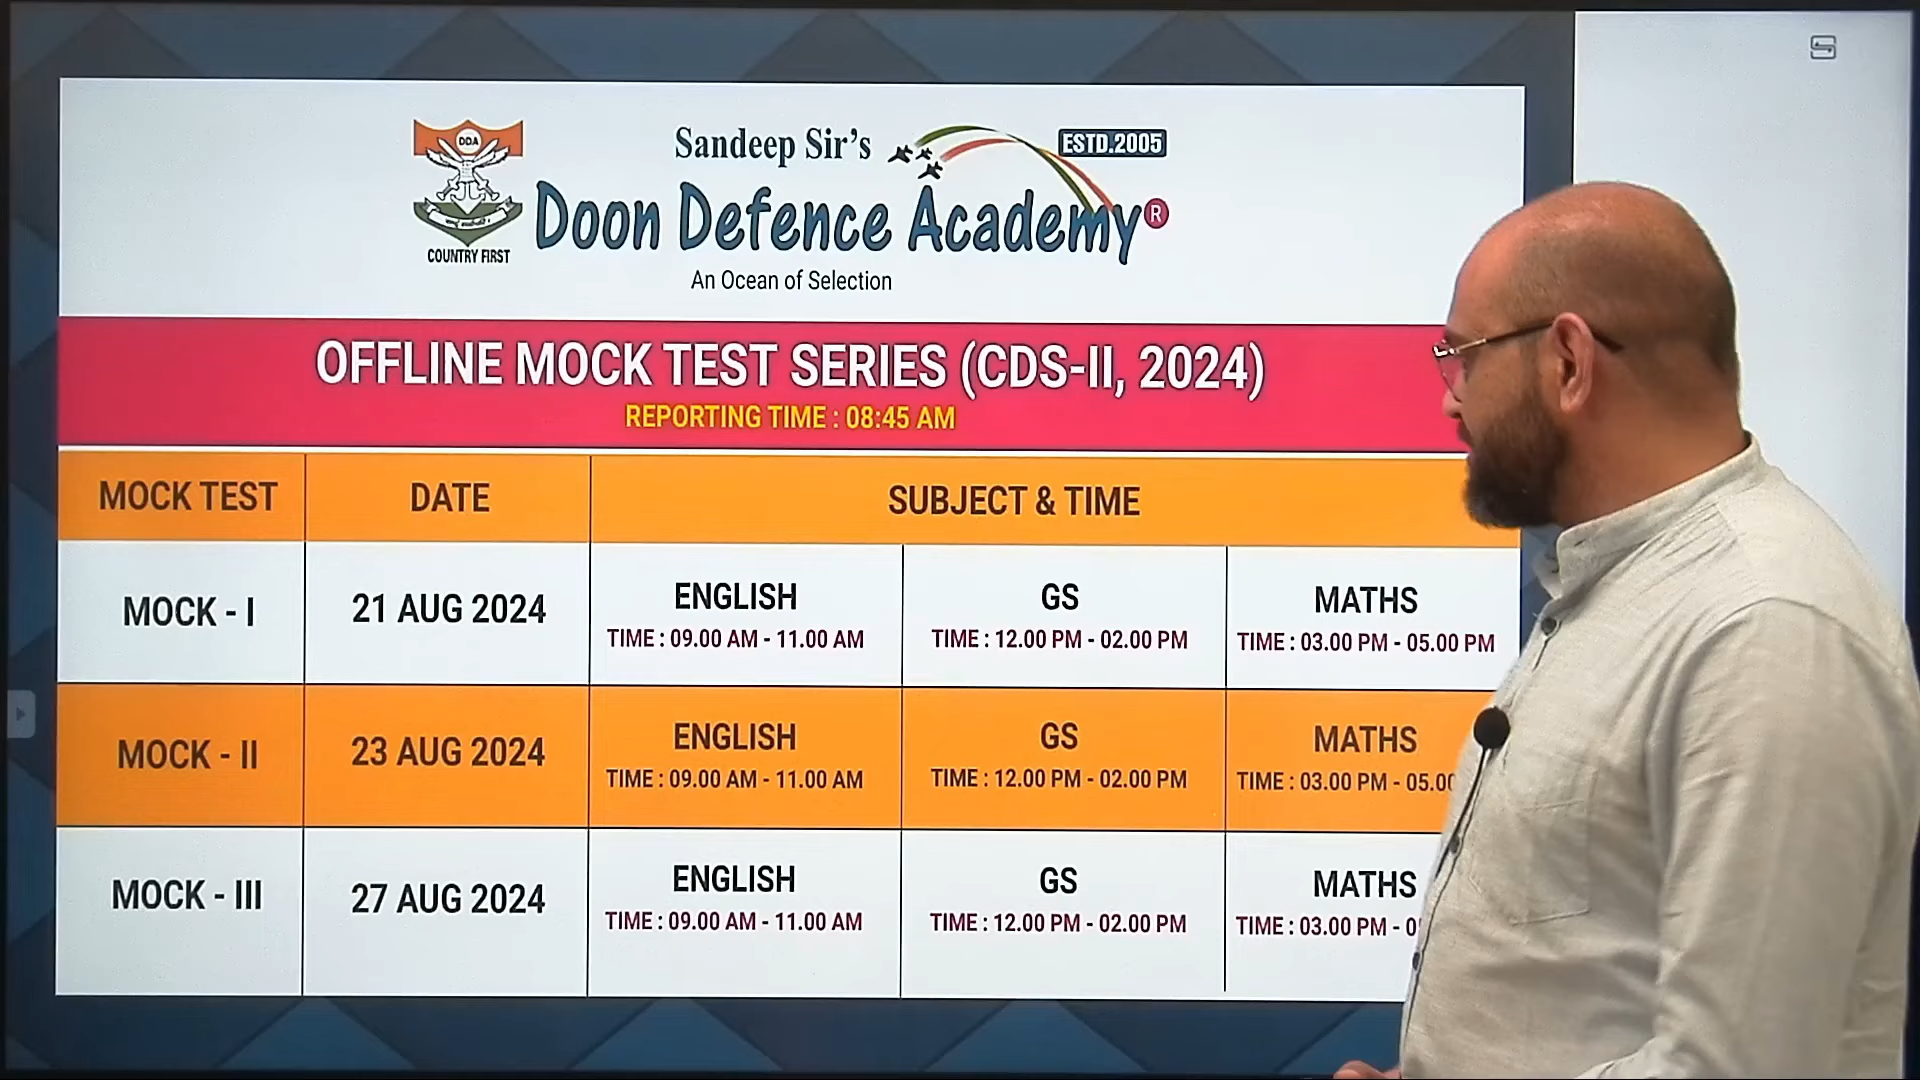 DDA
COUNTRY FIRST
Sandeep Sir's
ESTD.2005
Doon Defence Academy®
An Ocean of Selection
OFFLINE MOCK TEST SERIES (CDS-II, 2024)
REPORTING TIME : 08:45 AM
MOCK TEST DATE SUBJECT & TIME
MOCK - I 21 AUG 2024 ENGLISH GS MATHS
TIME : 09.00 AM - 11.00 AM TIME : 12.00 PM - 02.00 PM TIME : 03.00 PM - 05.00 PM
MOCK - II 23 AUG 2024 ENGLISH GS MATHS
TIME : 09.00 AM - 11.00 AM TIME : 12.00 PM - 02.00 PM TIME : 03.00 PM - 05.00
MOCK - III 27 AUG 2024 ENGLISH GS MATHS
TIME : 09.00 AM - 11.00 AM TIME : 12.00 PM - 02.00 PM TIME : 03.00 PM - 0